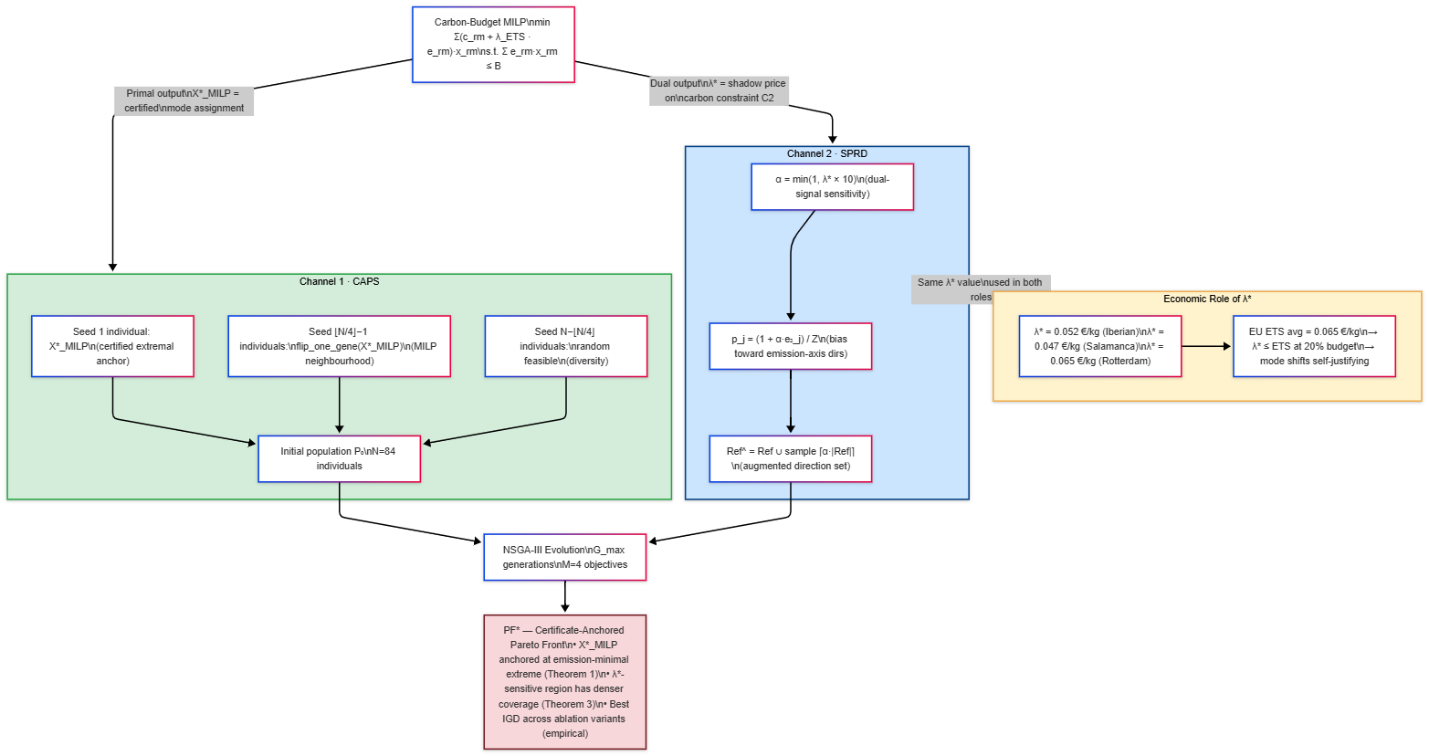 Carbon-Budget MILP\nmin
Σ(c_rm + λ_ETS ·
e_rm)·x_rm\ns.t. Σ e_rm·x_rm
≤ B
Primal output\nX*_MILP =
certified\nmode assignment
Dual output\nλ* = shadow price
on\ncarbon constraint C2
Channel 2 · SPRD
α = min(1, λ* × 10)\n(dual-
signal sensitivity)
p_j = (1 + α·e₁_j) / Z\n(bias
toward emission-axis dirs)
Ref^ = Ref ∪ sample ⌈α·|Ref|⌉
\n(augmented direction set)
Channel 1 · CAPS
Seed 1 individual:
X*_MILP\n(certified extremal
anchor)
Seed ⌊N/4⌋−1
individuals:\nflip_one_gene(X*_MILP)\n(MILP
neighbourhood)
Seed N−⌊N/4⌋
individuals:\nrandom
feasible\n(diversity)
Initial population P₀\nN=84
individuals
Same λ* value\nused in both
roles
Economic Role of λ*
λ* = 0.052 €/kg (Iberian)\nλ* =
0.047 €/kg (Salamanca)\nλ* =
0.065 €/kg (Rotterdam)
EU ETS avg = 0.065 €/kg\n→
λ* ≤ ETS at 20% budget\n→
mode shifts self-justifying
NSGA-III Evolution\nG_max
generations\nM=4 objectives
PF* — Certificate-Anchored
Pareto Front\n• X*_MILP
anchored at emission-minimal
extreme (Theorem 1)\n• λ*-
sensitive region has denser
coverage (Theorem 3)\n• Best
IGD across ablation variants
(empirical)